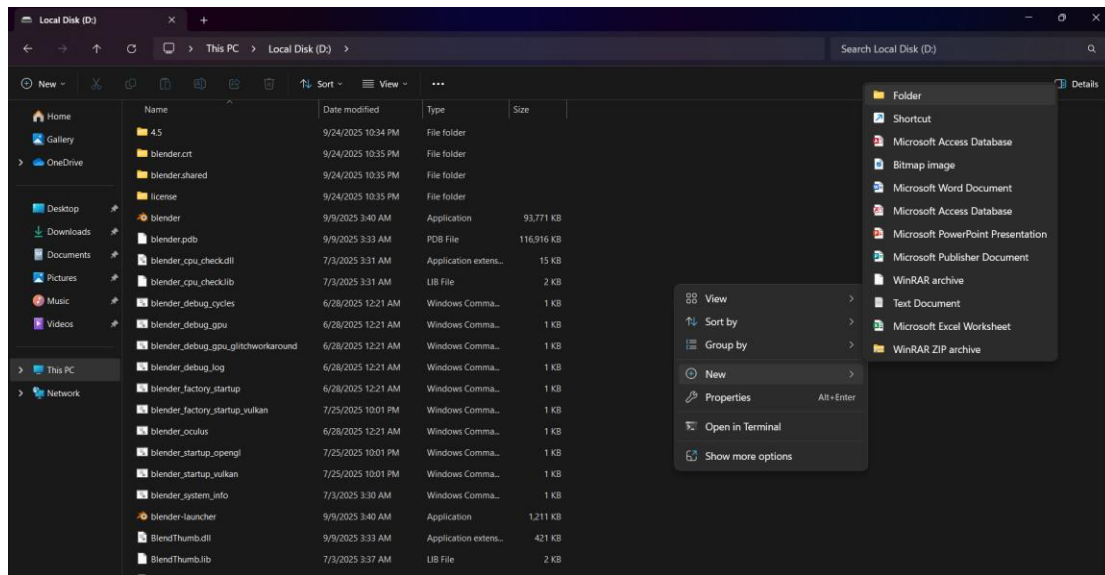 Local Disk (D:)
This PC > Local Disk (D:) >
Search Local Disk (D:)
New
Sort
View
...
Details
Home
Gallery
OneDrive
Desktop
Downloads
Documents
Pictures
Music
Videos
This PC
Network
Name Date modified Type Size
4.5 9/24/2025 10:34 PM File folder
blender.crt 9/24/2025 10:35 PM File folder
blender.shared 9/24/2025 10:35 PM File folder
license 9/24/2025 10:35 PM File folder
blender 9/9/2025 3:40 AM Application 93,771 KB
blender.pdb 9/9/2025 3:33 AM PDB File 116,916 KB
blender_cpu_check.dll 7/3/2025 3:31 AM Application extens... 15 KB
blender_cpu_check.lib 7/3/2025 3:31 AM LIB File 2 KB
blender_debug_cycles 6/28/2025 12:21 AM Windows Comma... 1 KB
blender_debug_gpu 6/28/2025 12:21 AM Windows Comma... 1 KB
blender_debug_gpu_glitchworkaround 6/28/2025 12:21 AM Windows Comma... 1 KB
blender_debug_log 6/28/2025 12:21 AM Windows Comma... 1 KB
blender_factory_startup 6/28/2025 12:21 AM Windows Comma... 1 KB
blender_factory_startup_vulkan 7/25/2025 10:01 PM Windows Comma... 1 KB
blender_oculus 6/28/2025 12:21 AM Windows Comma... 1 KB
blender_startup_opengl 7/25/2025 10:01 PM Windows Comma... 1 KB
blender_startup_vulkan 7/25/2025 10:01 PM Windows Comma... 1 KB
blender_system_info 7/3/2025 3:30 AM Windows Comma... 1 KB
blender-launcher 9/9/2025 3:40 AM Application 1,211 KB
BlendThumb.dll 9/9/2025 3:33 AM Application extens... 421 KB
BlendThumb.lib 7/3/2025 3:37 AM LIB File 2 KB
View
Sort by
Group by
New
Properties Alt+Enter
Open in Terminal
Show more options
Folder
Shortcut
Microsoft Access Database
Bitmap image
Microsoft Word Document
Microsoft Access Database
Microsoft PowerPoint Presentation
Microsoft Publisher Document
WinRAR archive
Text Document
Microsoft Excel Worksheet
WinRAR ZIP archive